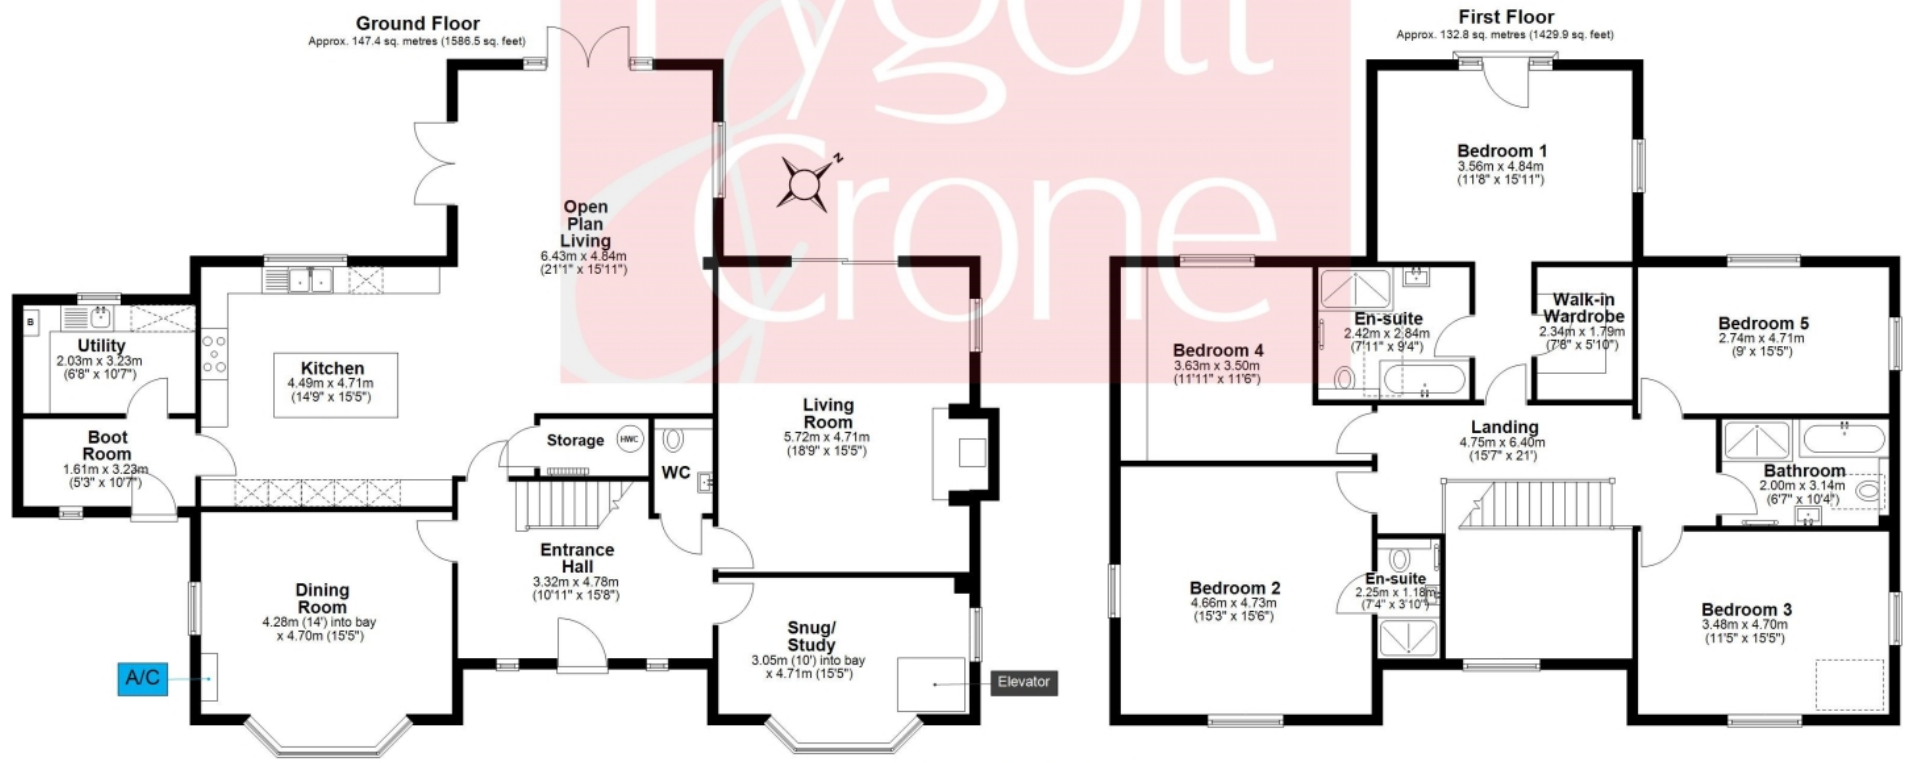 Ground Floor
Approx. 147.4 sq. metres (1586.5 sq. feet)
Open
Plan
Living
6.43m x 4.84m
(21'1" x 15'11")
N
B
Utility
2.03m x 3.23m
(6'8" x 10'7")
Kitchen
4.49m x 4.71m
(14'9" x 15'5")
Boot
Room
1.61m x 3.23m
(5'3" x 10'7")
Storage
HWC
WC
Living
Room
5.72m x 4.71m
(18'9" x 15'5")
Entrance
Hall
3.32m x 4.78m
(10'11" x 15'8")
Dining
Room
4.28m (14') into bay
x 4.70m (15'5")
Snug/
Study
3.05m (10') into bay
x 4.71m (15'5")
A/C
Elevator
First Floor
Approx. 132.8 sq. metres (1429.9 sq. feet)
Bedroom 1
3.56m x 4.84m
(11'8" x 15'11")
Bedroom 4
3.63m x 3.50m
(11'11" x 11'6")
En-suite
2.42m x 2.84m
(7'11" x 9'4")
Walk-in
Wardrobe
2.34m x 1.79m
(7'8" x 5'10")
Bedroom 5
2.74m x 4.71m
(9' x 15'5")
Landing
4.75m x 6.40m
(15'7" x 21')
Bathroom
2.00m x 3.14m
(6'7" x 10'4")
Bedroom 2
4.66m x 4.73m
(15'3" x 15'6")
En-suite
2.25m x 1.18m
(7'4" x 3'10")
Bedroom 3
3.48m x 4.70m
(11'5" x 15'5")
Pygott
&
Crone